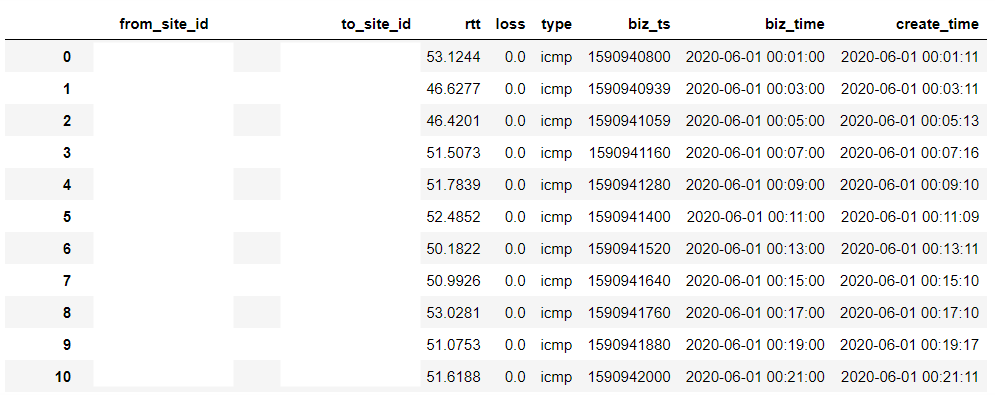 from_site_id to_site_id rtt loss type biz_ts biz_time create_time
0 53.1244 0.0 icmp 1590940800 2020-06-01 00:01:00 2020-06-01 00:01:11
1 46.6277 0.0 icmp 1590940939 2020-06-01 00:03:00 2020-06-01 00:03:11
2 46.4201 0.0 icmp 1590941059 2020-06-01 00:05:00 2020-06-01 00:05:13
3 51.5073 0.0 icmp 1590941160 2020-06-01 00:07:00 2020-06-01 00:07:16
4 51.7839 0.0 icmp 1590941280 2020-06-01 00:09:00 2020-06-01 00:09:10
5 52.4852 0.0 icmp 1590941400 2020-06-01 00:11:00 2020-06-01 00:11:09
6 50.1822 0.0 icmp 1590941520 2020-06-01 00:13:00 2020-06-01 00:13:11
7 50.9926 0.0 icmp 1590941640 2020-06-01 00:15:00 2020-06-01 00:15:10
8 53.0281 0.0 icmp 1590941760 2020-06-01 00:17:00 2020-06-01 00:17:10
9 51.0753 0.0 icmp 1590941880 2020-06-01 00:19:00 2020-06-01 00:19:17
10 51.6188 0.0 icmp 1590942000 2020-06-01 00:21:00 2020-06-01 00:21:11